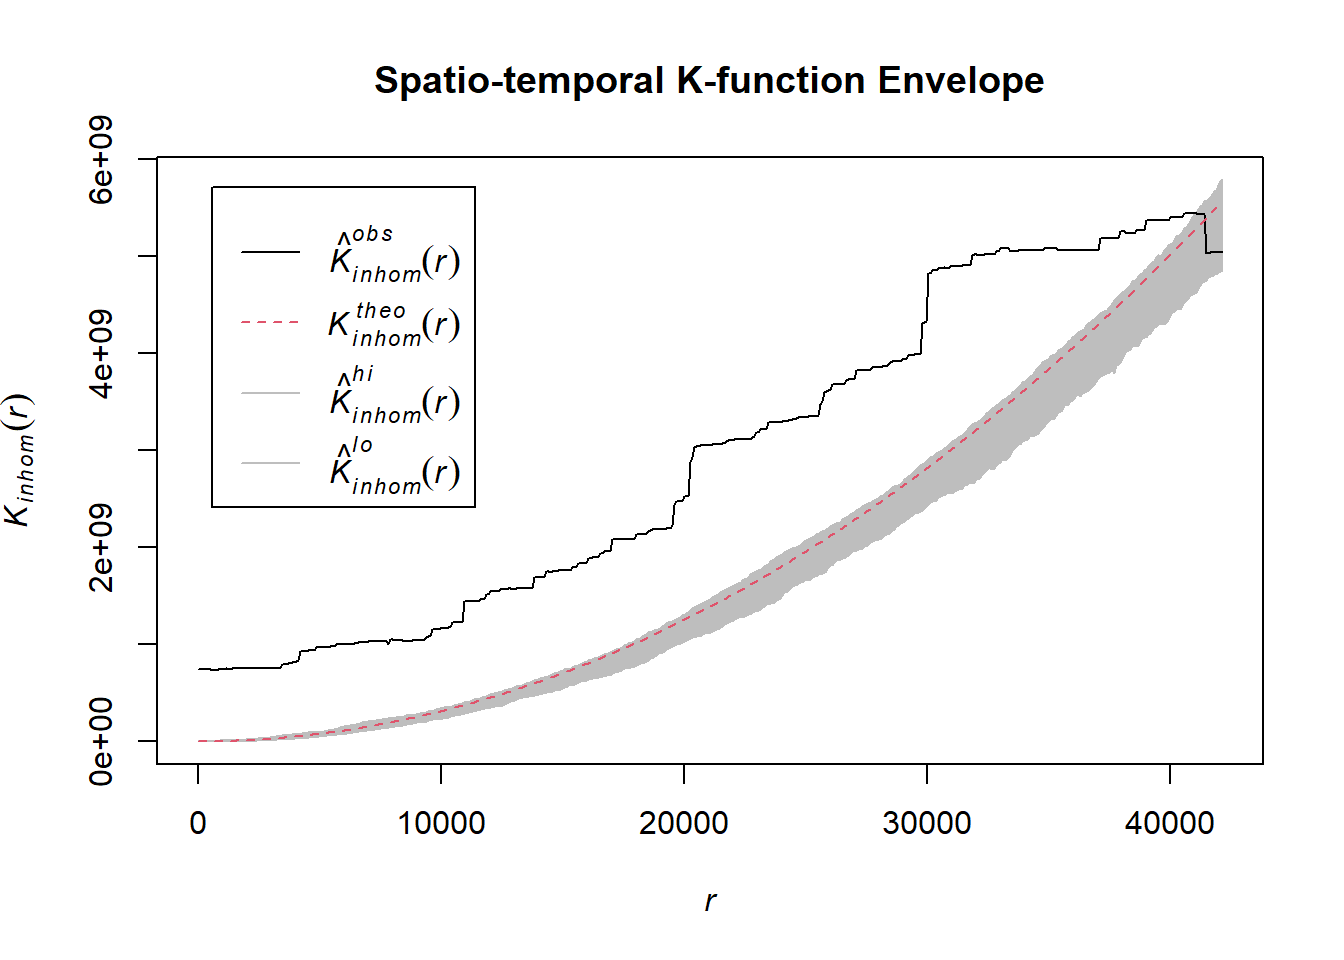 Spatio-temporal K-function Envelope
6e+09
4e+09
2e+09
0e+00
K_inhom(r)
K̂^obs_inhom(r)
K^theo_inhom(r)
K̂^hi_inhom(r)
K̂^lo_inhom(r)
0 10000 20000 30000 40000
r